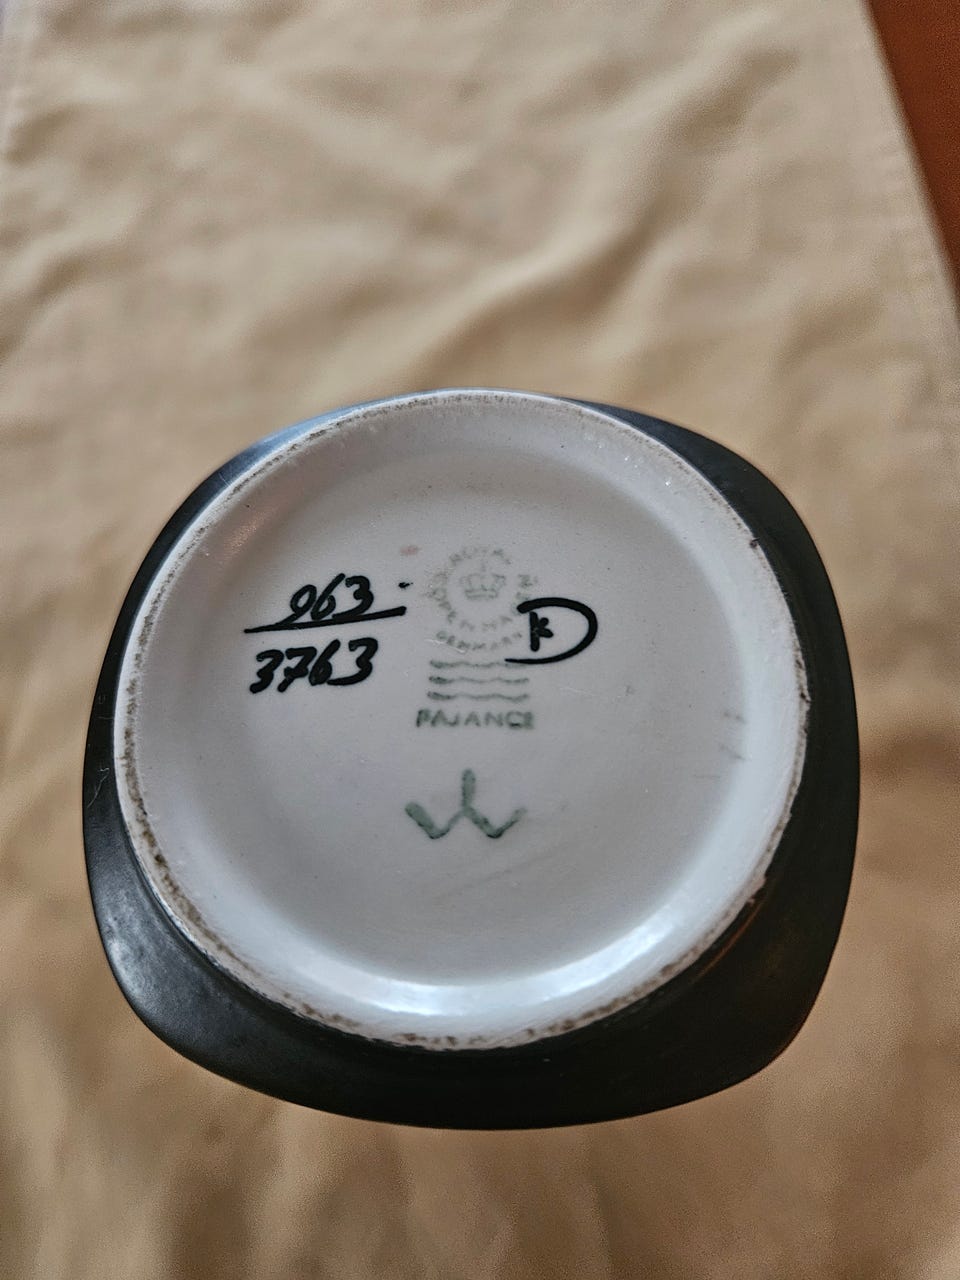 963
3763
ROYAL COPENHAGEN
DENMARK
K
FAJANCE